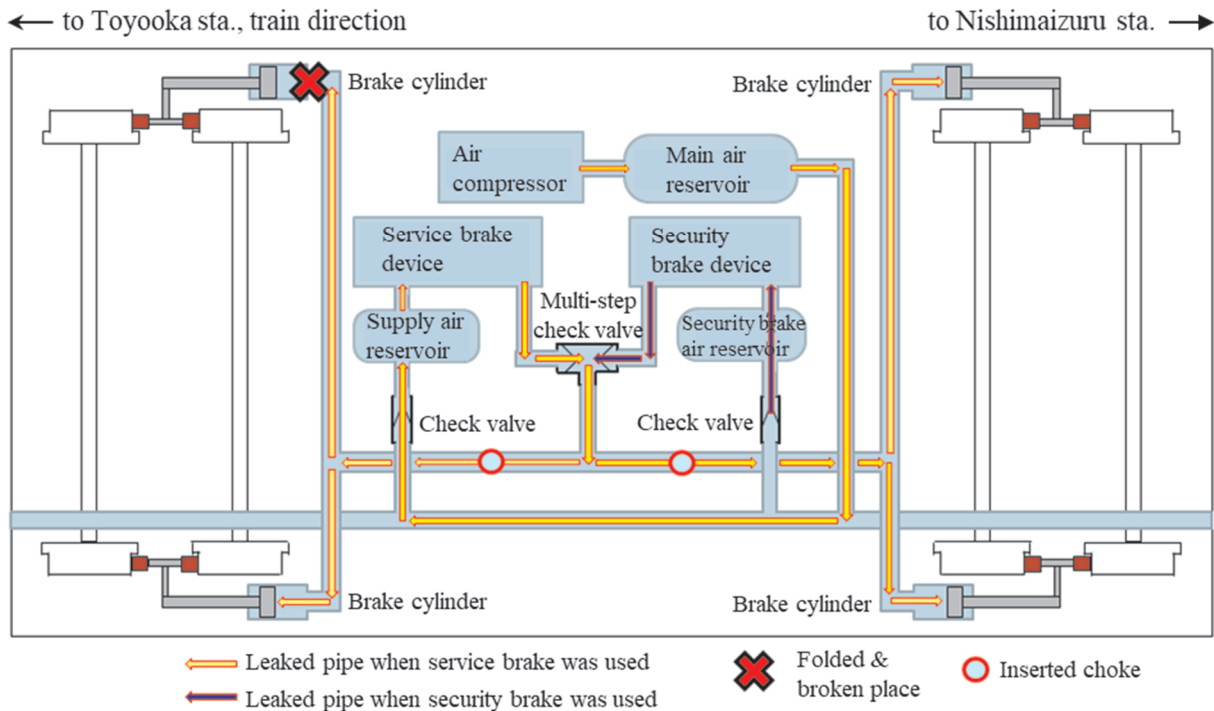 to Toyooka sta., train direction
to Nishimaizuru sta.
Brake cylinder
Brake cylinder
Air
compressor
Main air
reservoir
Service brake
device
Security
brake device
Multi-step
check valve
Supply air
reservoir
Security brake
air reservoir
Check valve
Check valve
Brake cylinder
Brake cylinder
Leaked pipe when service brake was used
Leaked pipe when security brake was used
Folded &
broken place
Inserted choke